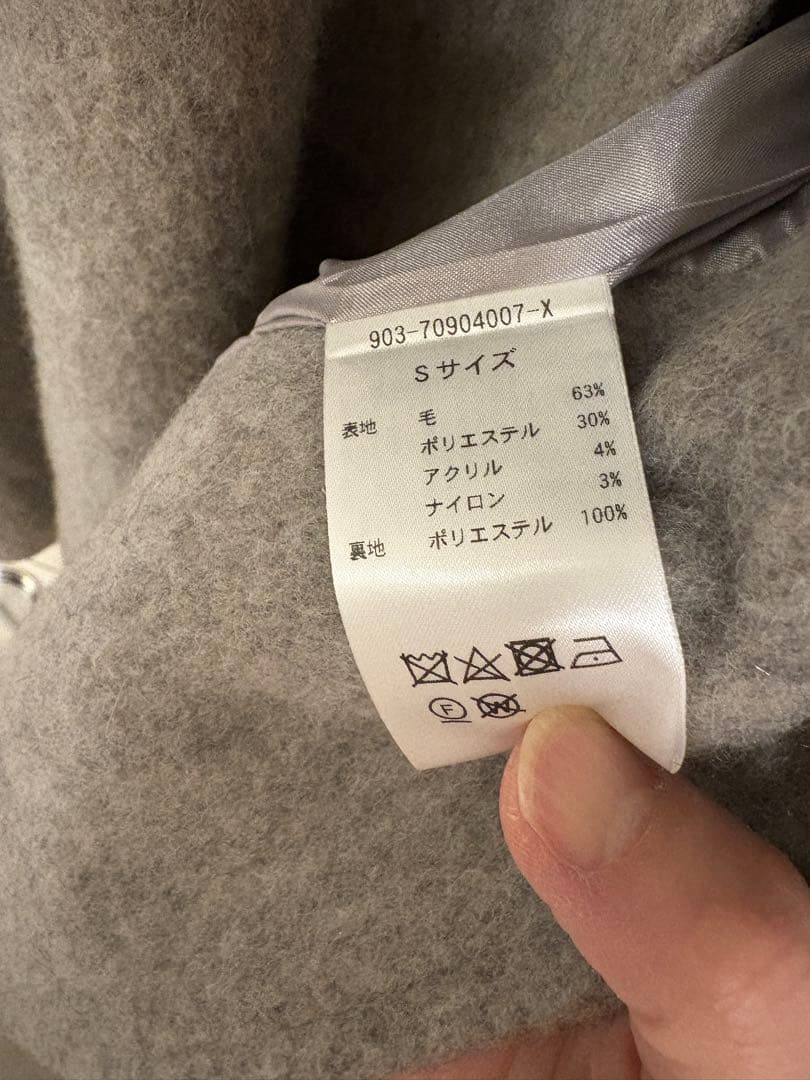 903-70904007-X
Sサイズ
表地 毛 63%
ポリエステル 30%
アクリル 4%
ナイロン 3%
裏地 ポリエステル 100%
F W